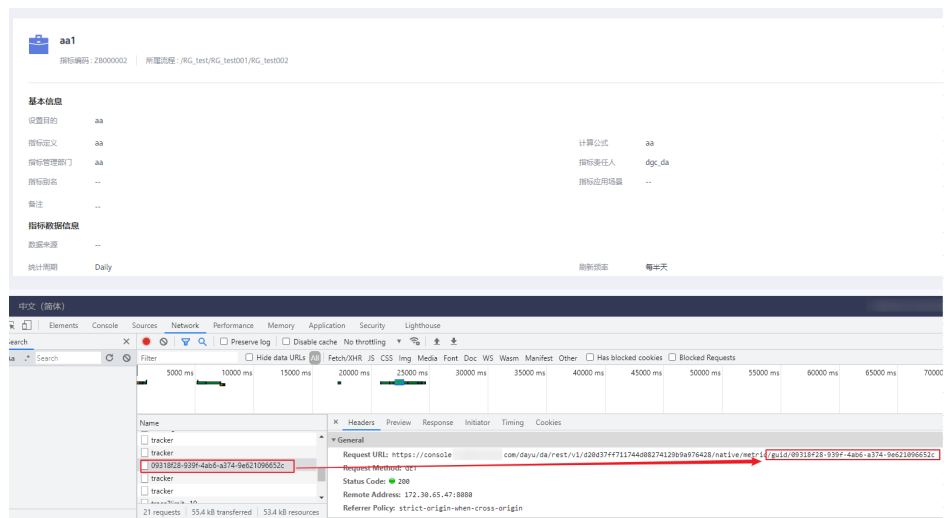 aa1
指标编码 : ZB000002 | 所属流程 : /RG_test/RG_test001/RG_test002
基本信息
设置目的 aa
指标定义 aa 计算公式 aa
指标管理部门 aa 指标责任人 dgc_da
指标别名 -- 指标应用场景 --
备注 --
指标数据信息
数据来源 --
统计周期 Daily 刷新频率 每半天
中文（简体）
Elements Console Sources Network Performance Memory Application Security Lighthouse
Search Preserve log Disable cache No throttling
Aa .* Search Filter Hide data URLs All Fetch/XHR JS CSS Img Media Font Doc WS Wasm Manifest Other Has blocked cookies Blocked Requests
5000 ms 10000 ms 15000 ms 20000 ms 25000 ms 30000 ms 35000 ms 40000 ms 45000 ms 50000 ms 55000 ms 60000 ms 65000 ms 70000
Name × Headers Preview Response Initiator Timing Cookies
tracker General
tracker Request URL: https://console com/dayu/da/rest/v1/d20d37ff711744d08274129b9a976428/native/metric/guid/09318f28-939f-4ab6-a374-9e621096652c
09318f28-939f-4ab6-a374-9e621096652c Request Method: GET
tracker Status Code: 200
tracker Remote Address: 172.30.65.47:8080
Referrer Policy: strict-origin-when-cross-origin
21 requests 55.4 kB transferred 53.4 kB resources